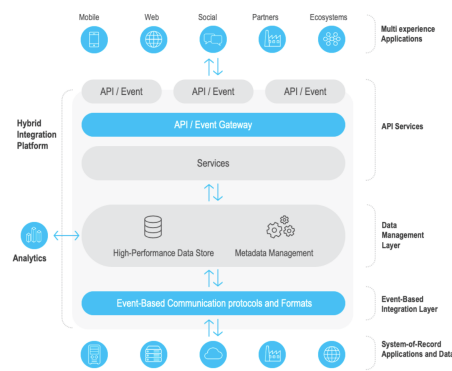 Mobile
Web
Social
Partners
Ecosystems
Multi experience
Applications
API / Event
API / Event
API / Event
Hybrid
Integration
Platform
API / Event Gateway
API Services
Services
Data
Management
Layer
High-Performance Data Store
Metadata Management
Analytics
Event-Based Communication protocols and Formats
Event-Based
Integration Layer
System-of-Record
Applications and Data